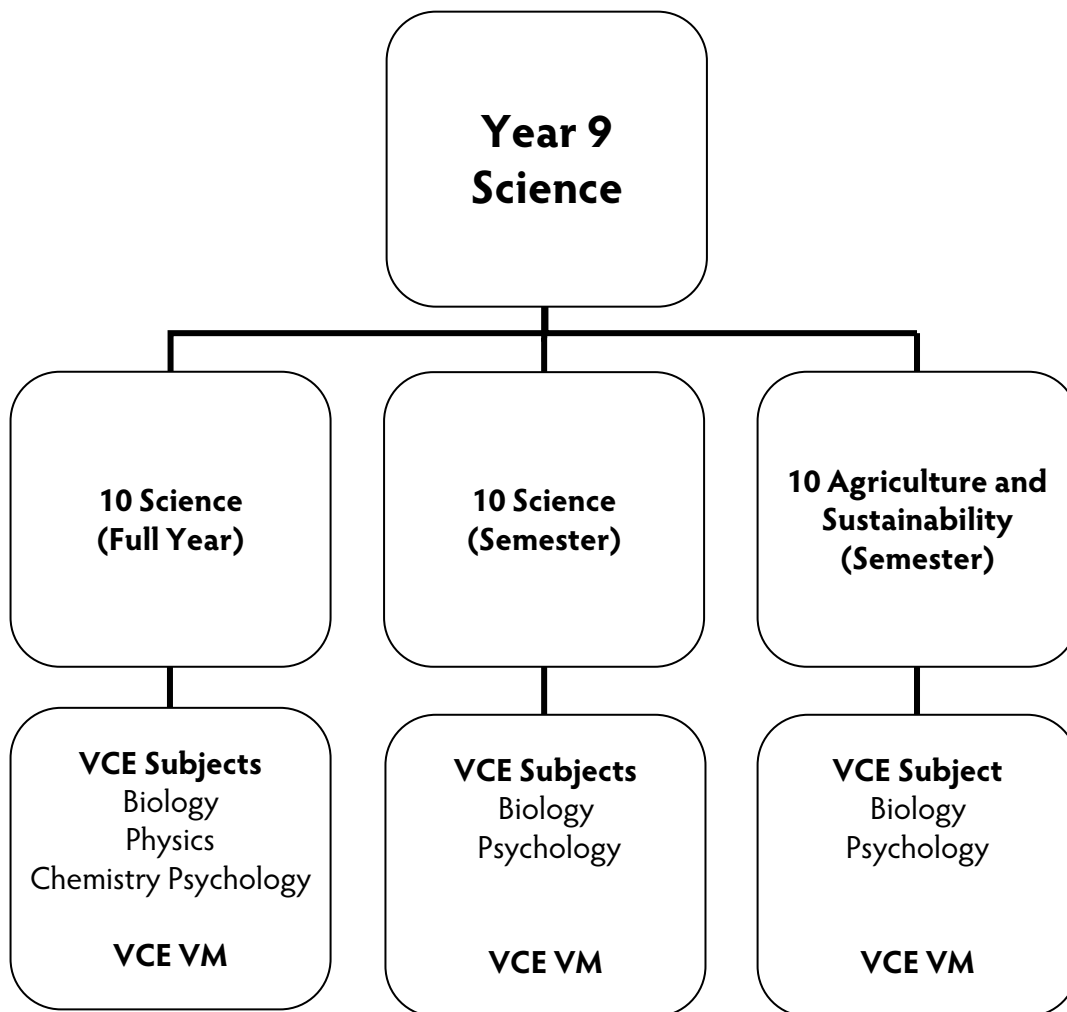 Year 9
Science
10 Science
(Full Year)
10 Science
(Semester)
10 Agriculture and
Sustainability
(Semester)
VCE Subjects
Biology
Physics
Chemistry Psychology
VCE VM
VCE Subjects
Biology
Psychology
VCE VM
VCE Subject
Biology
Psychology
VCE VM